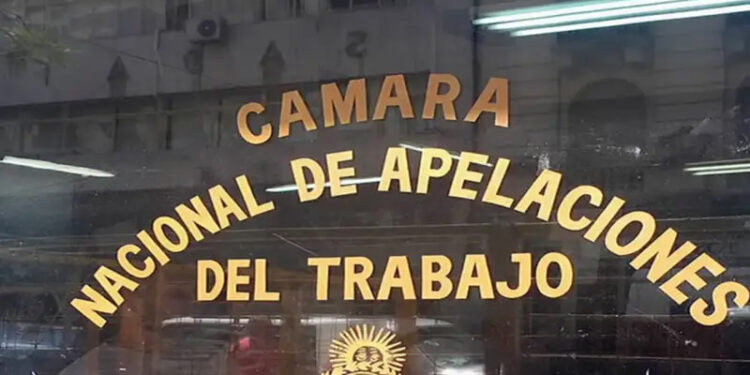 CAMARA
NACIONAL DE APELACIONES
DEL TRABAJO